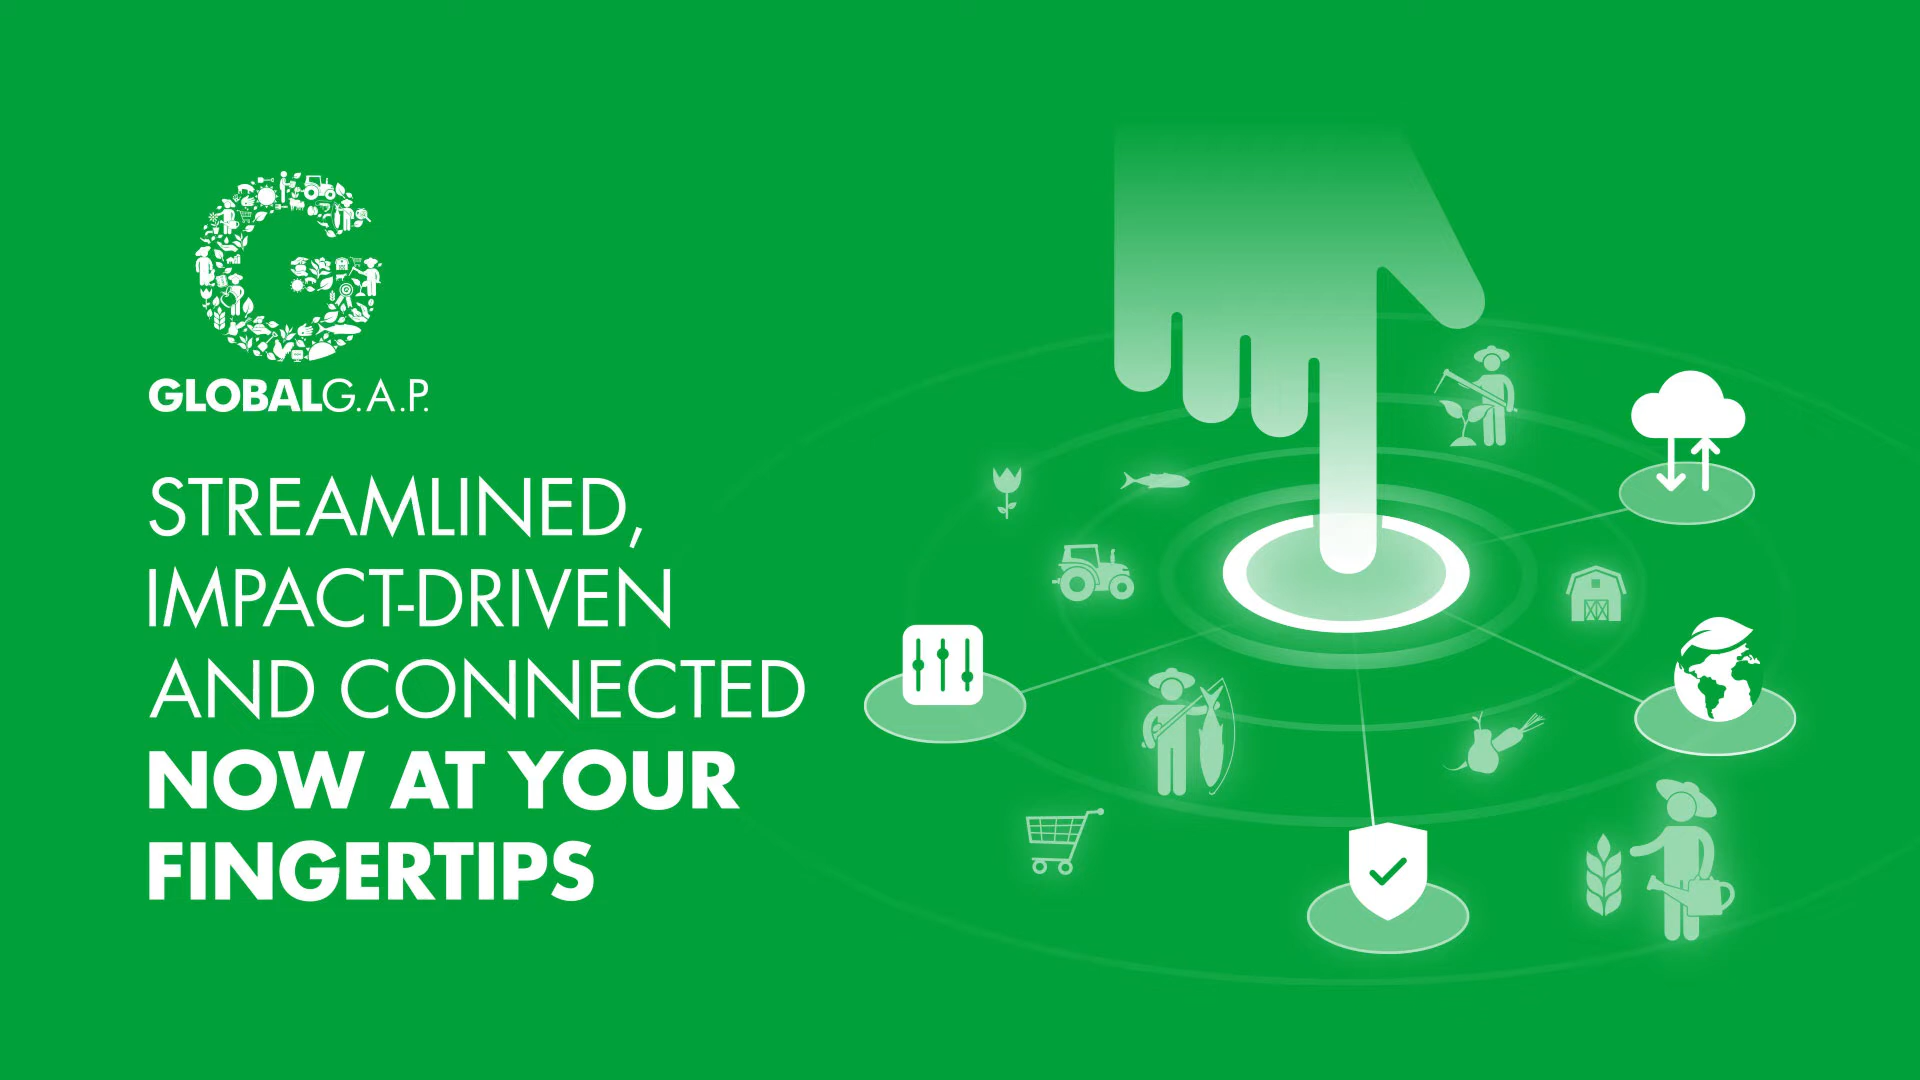 GLOBALG.A.P.
STREAMLINED,
IMPACT-DRIVEN
AND CONNECTED
NOW AT YOUR
FINGERTIPS